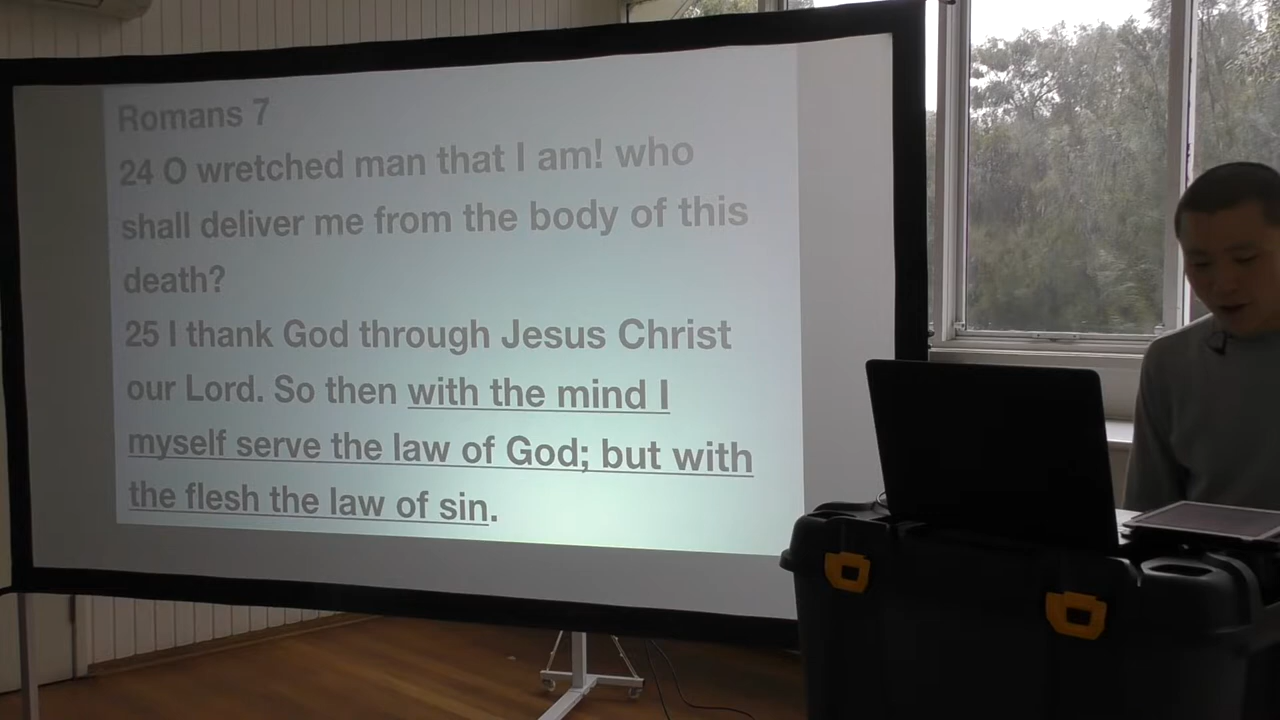 Romans 7
24 O wretched man that I am! who
shall deliver me from the body of this
death?
25 I thank God through Jesus Christ
our Lord. So then with the mind I
myself serve the law of God; but with
the flesh the law of sin.